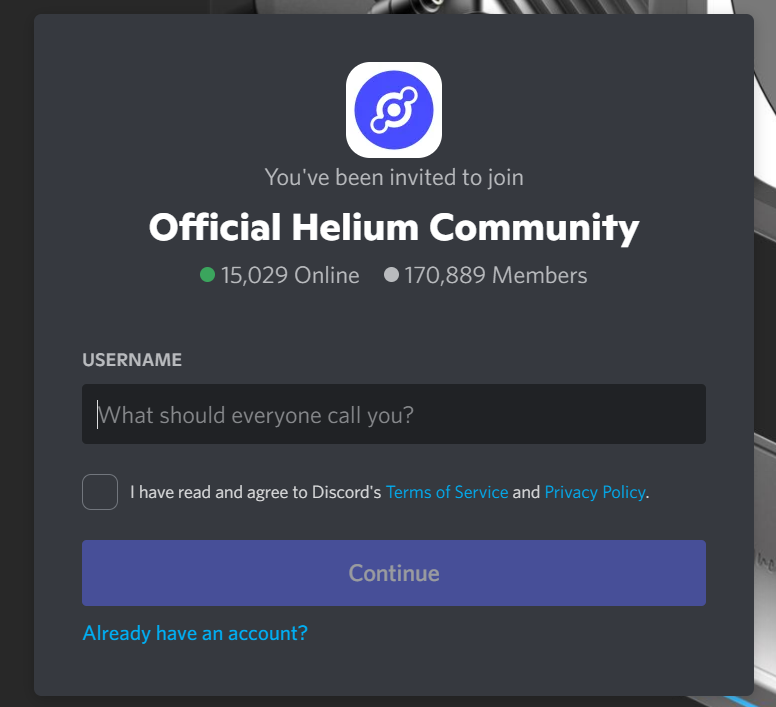 You've been invited to join
Official Helium Community
15,029 Online 170,889 Members
USERNAME
What should everyone call you?
I have read and agree to Discord's Terms of Service and Privacy Policy.
Continue
Already have an account?